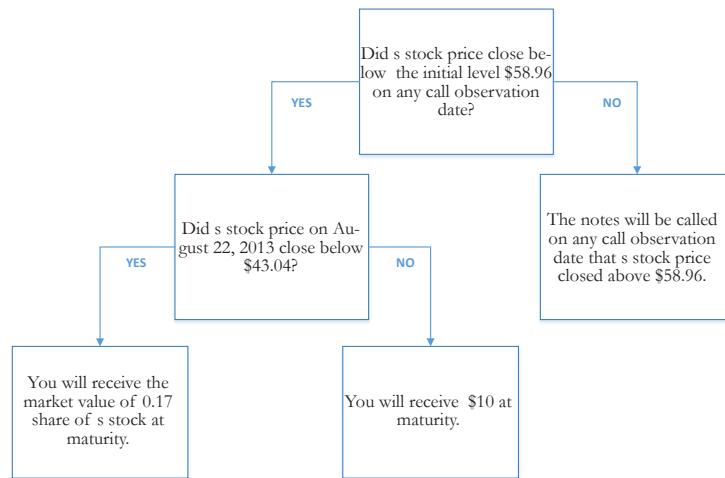 Did s stock price close be-
low the initial level $58.96
on any call observation
date?
YES
NO
Did s stock price on Au-
gust 22, 2013 close below
$43.04?
The notes will be called
on any call observation
date that s stock price
closed above $58.96.
YES
NO
You will receive the
market value of 0.17
share of s stock at
maturity.
You will receive $10 at
maturity.